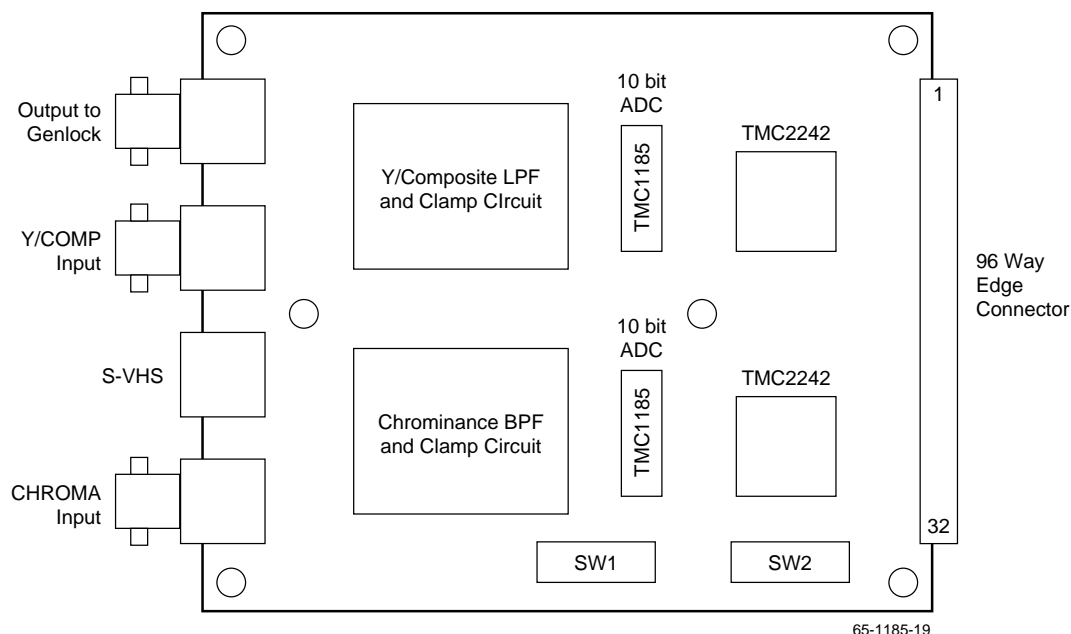 Output to
Genlock
Y/COMP
Input
S-VHS
CHROMA
Input
Y/Composite LPF
and Clamp CIrcuit
Chrominance BPF
and Clamp Circuit
10 bit
ADC
TMC1185
TMC2242
10 bit
ADC
TMC1185
TMC2242
SW1
SW2
1
32
96 Way
Edge
Connector
65-1185-19